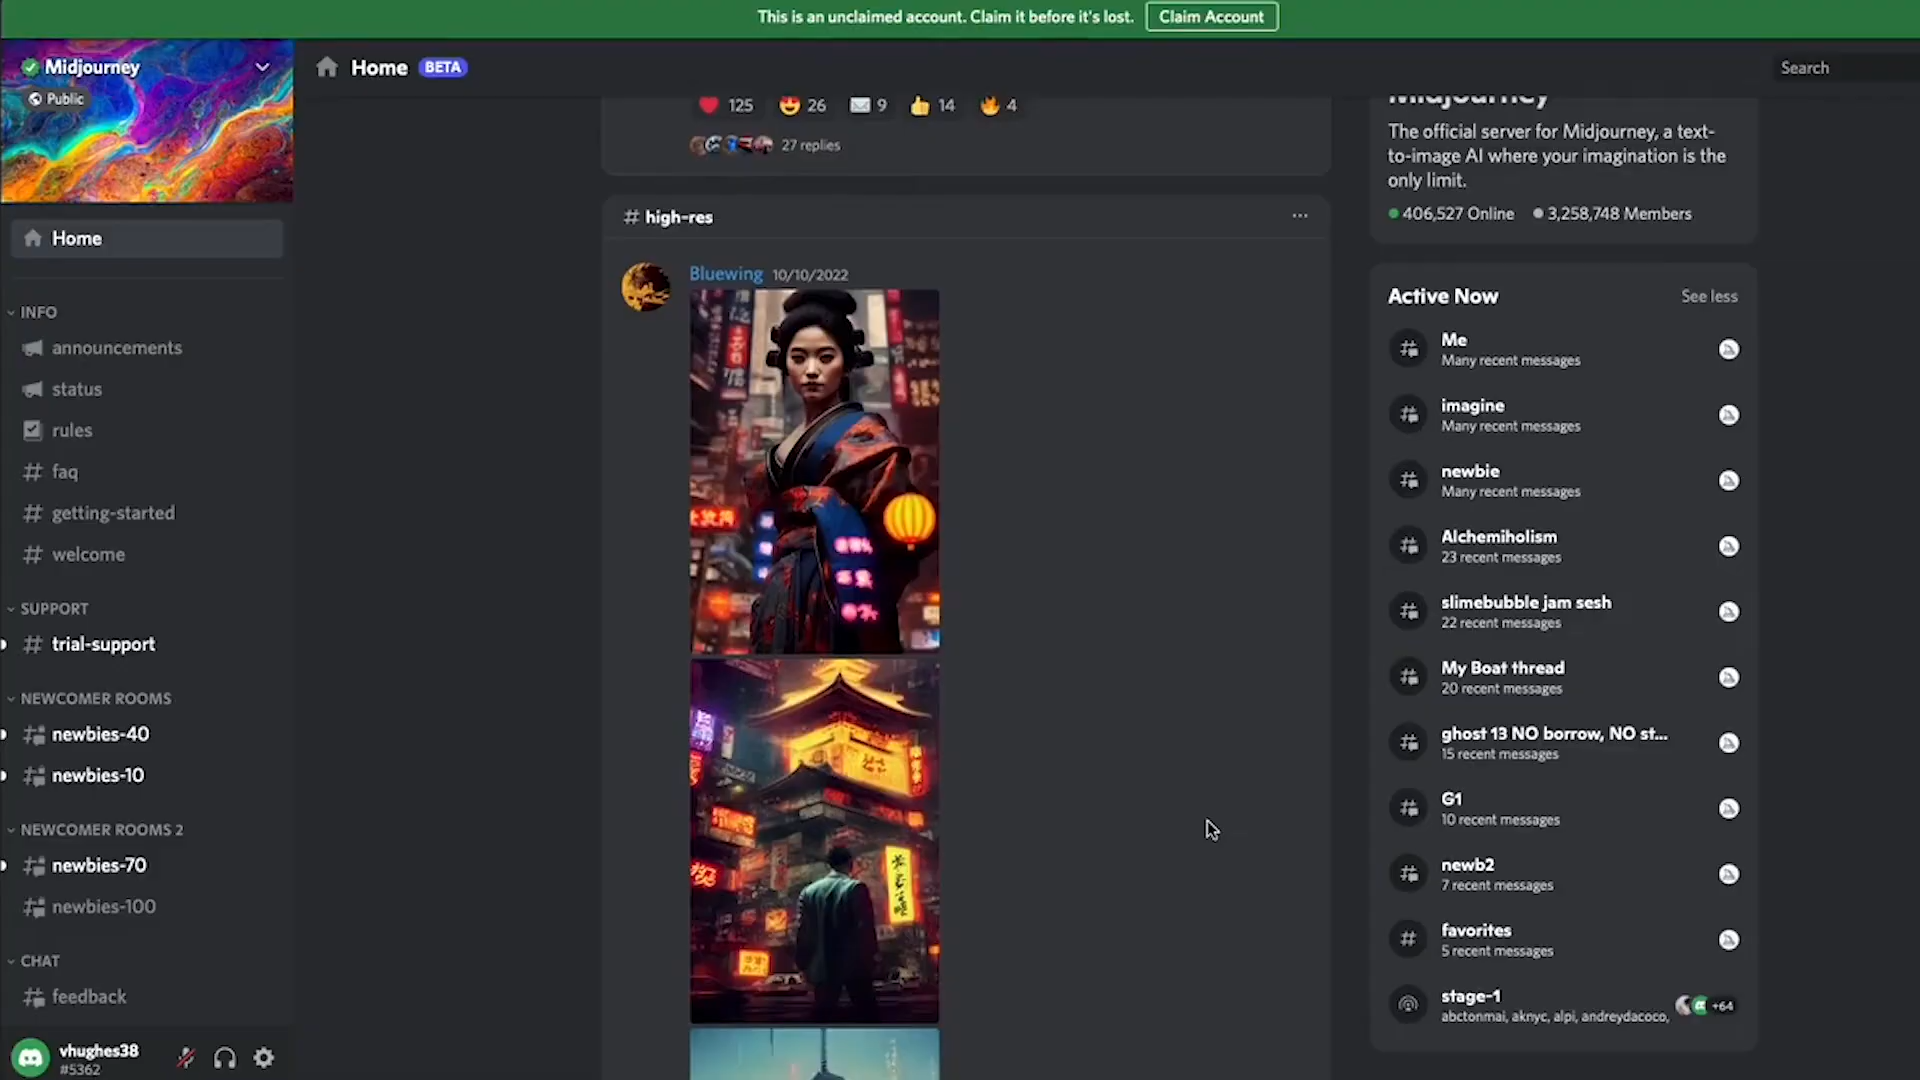 This is an unclaimed account. Claim it before it's lost.
Claim Account
Midjourney
Public
Home
BETA
Search
125
26
9
14
4
27 replies
Midjourney
The official server for Midjourney, a text-
to-image AI where your imagination is the
only limit.
406,527 Online
3,258,748 Members
Home
INFO
announcements
status
rules
faq
getting-started
welcome
SUPPORT
trial-support
NEWCOMER ROOMS
newbies-40
newbies-10
NEWCOMER ROOMS 2
newbies-70
newbies-100
CHAT
feedback
vhughes38
#5362
# high-res
Bluewing 10/10/2022
Active Now
See less
Me
Many recent messages
imagine
Many recent messages
newbie
Many recent messages
Alchemiholism
23 recent messages
slimebubble jam sesh
22 recent messages
My Boat thread
20 recent messages
ghost 13 NO borrow, NO st...
15 recent messages
G1
10 recent messages
newb2
7 recent messages
favorites
5 recent messages
stage-1
abctonmai, aknyc, alpi, andreydacoco,
+64